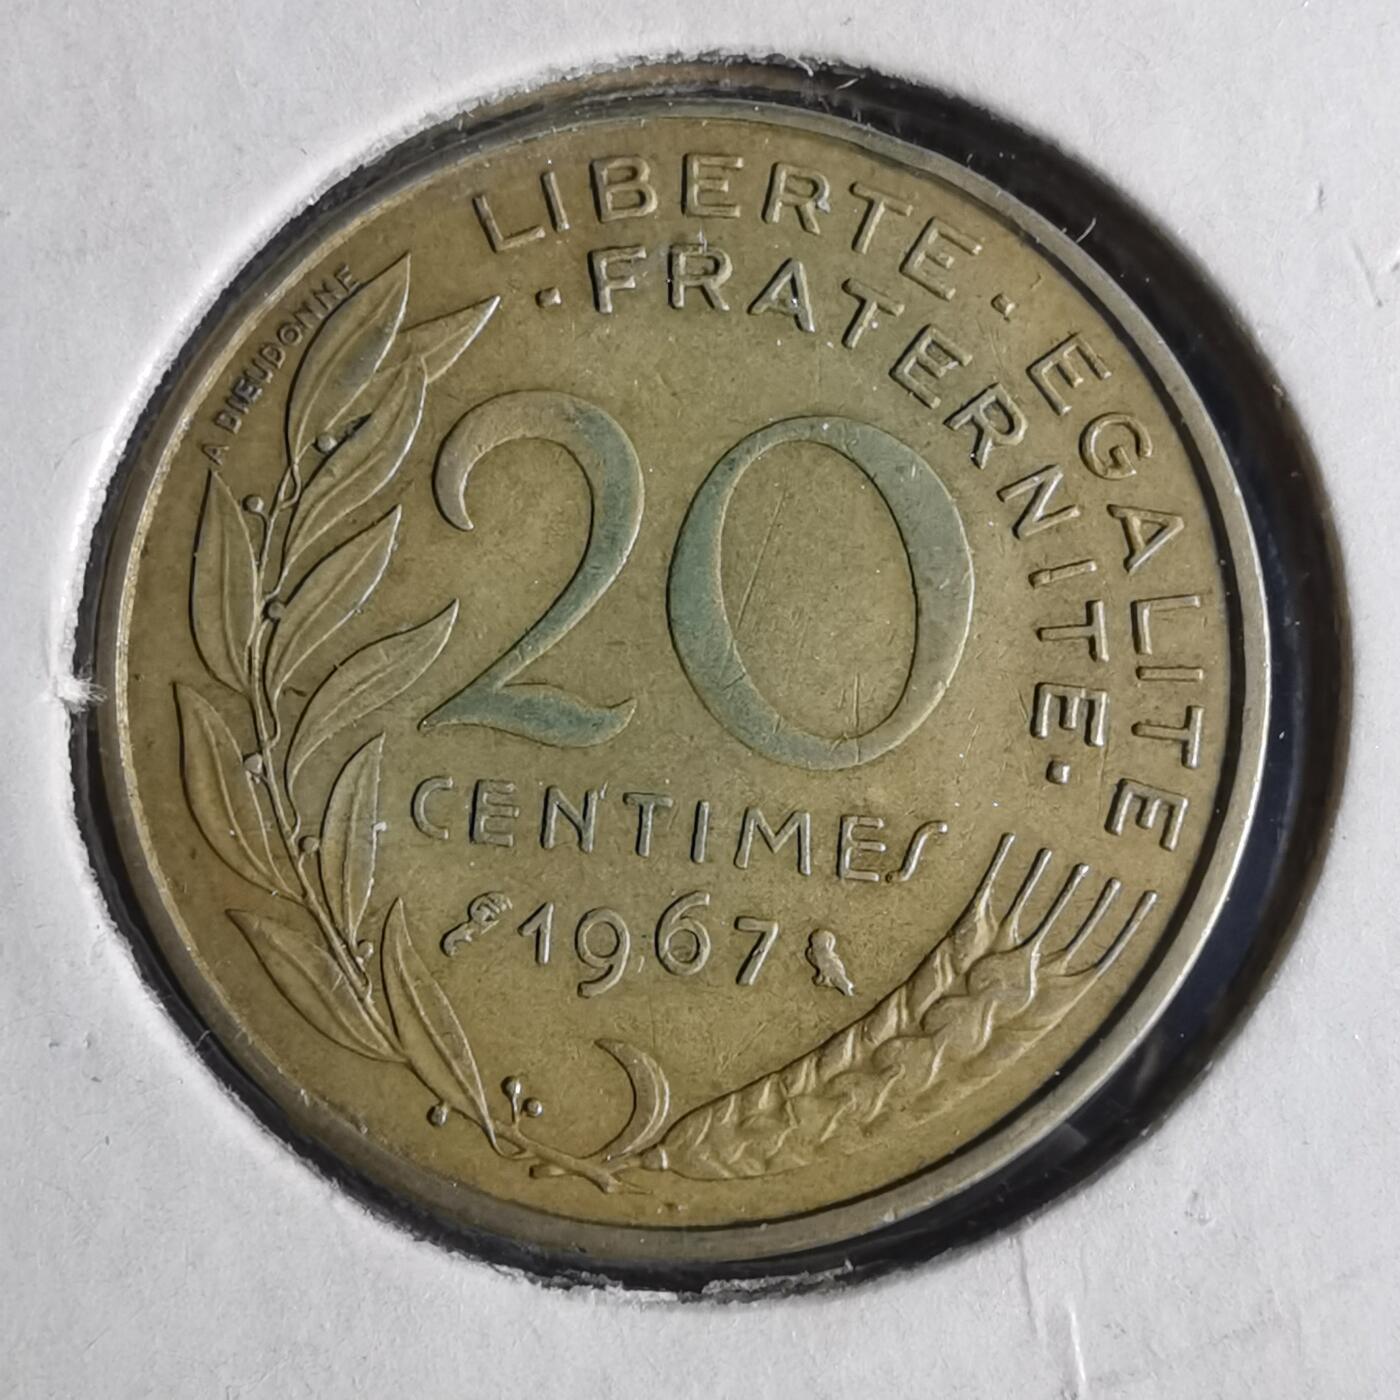 LIBERTE · EGALITE
· FRATERNITE ·
A. DIEUDONNE
20
CENTIMES
1967